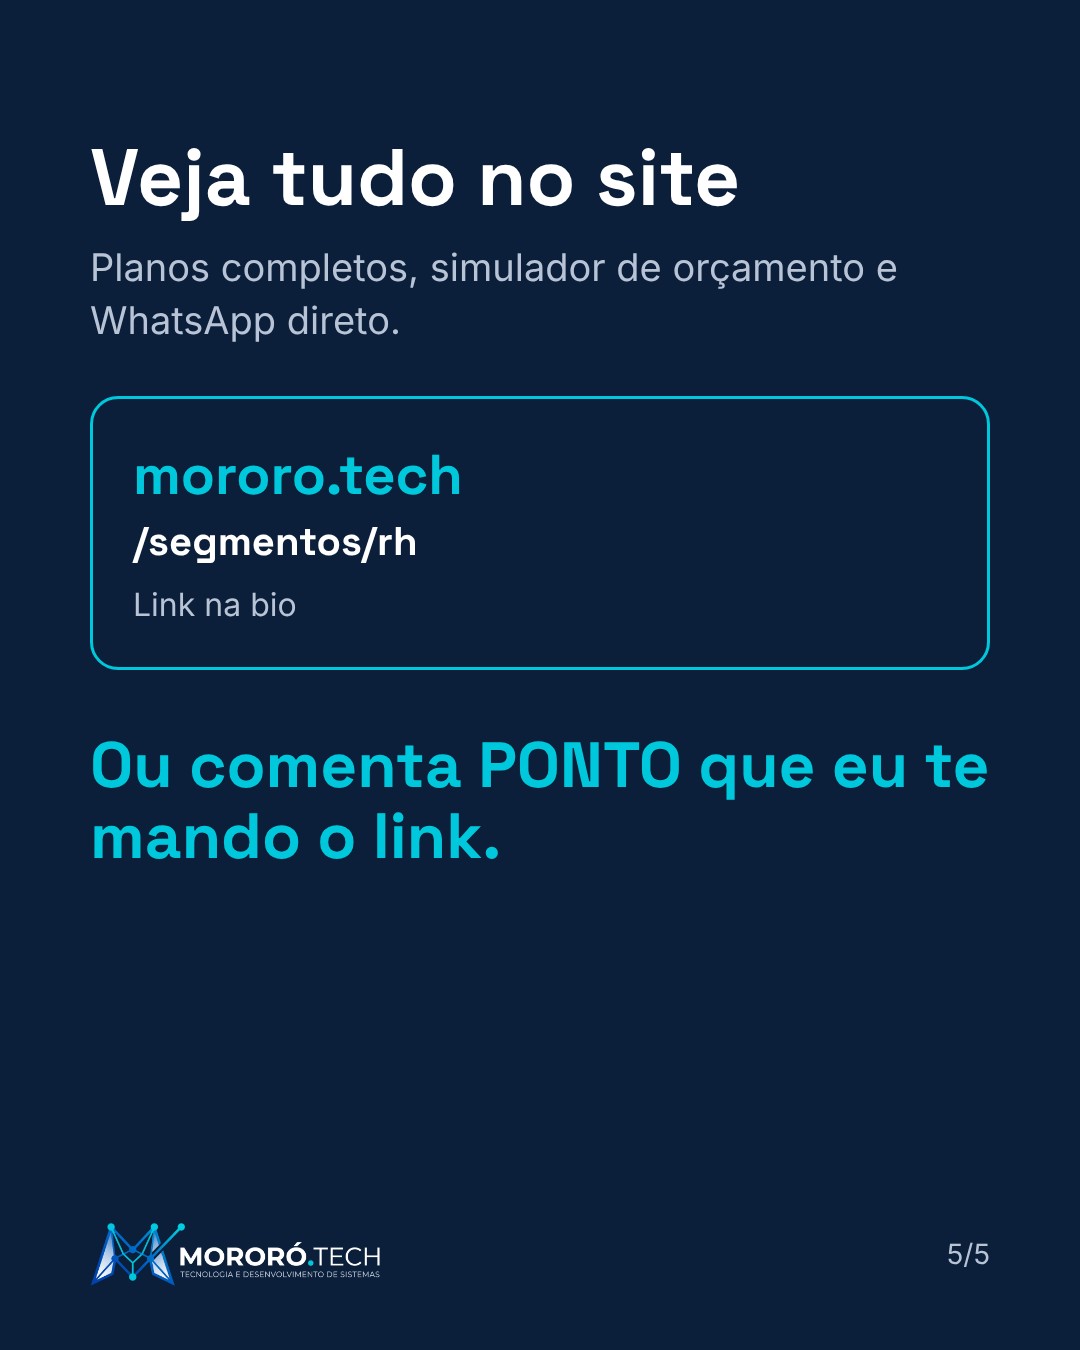 Veja tudo no site
Planos completos, simulador de orçamento e
WhatsApp direto.
mororo.tech
/segmentos/rh
Link na bio
Ou comenta PONTO que eu te
mando o link.
MORORÓ.TECH
TECNOLOGIA E DESENVOLVIMENTO DE SISTEMAS
5/5